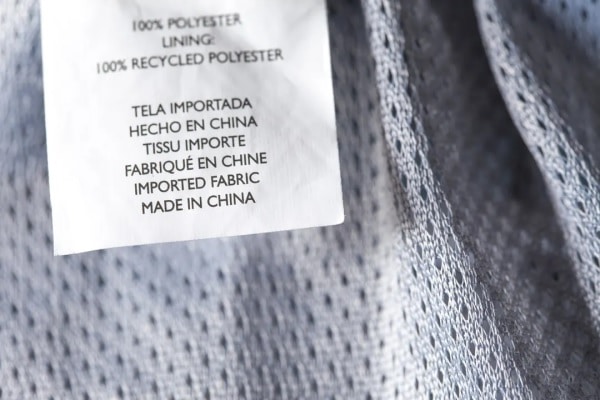 100% POLYESTER
LINING:
100% RECYCLED POLYESTER
TELA IMPORTADA
HECHO EN CHINA
TISSU IMPORTE
FABRIQUÉ EN CHINE
IMPORTED FABRIC
MADE IN CHINA